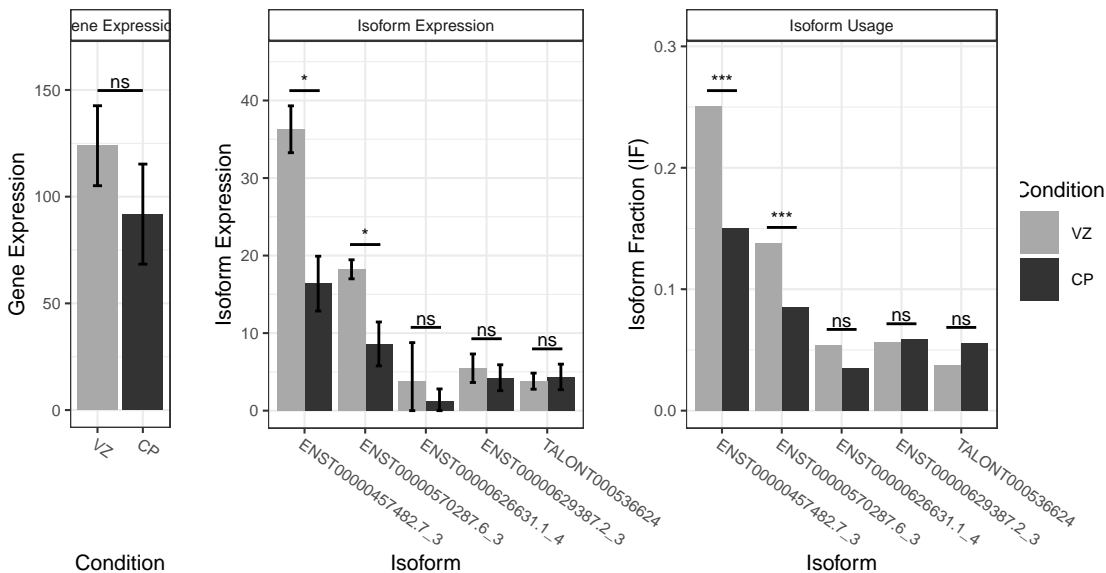 ene Expressio
Gene Expression
150
100
50
0
ns
VZ
CP
Condition
Isoform Expression
Isoform Expression
40
30
20
10
0
*
*
ns
ns
ns
ENST00000457482.7_3
ENST00000570287.6_3
ENST00000626631.1_4
ENST00000629387.2_3
TALONT000536624
Isoform
Isoform Usage
Isoform Fraction (IF)
0.3
0.2
0.1
0.0
***
***
ns
ns
ns
ENST00000457482.7_3
ENST00000570287.6_3
ENST00000626631.1_4
ENST00000629387.2_3
TALONT000536624
Isoform
Condition
VZ
CP